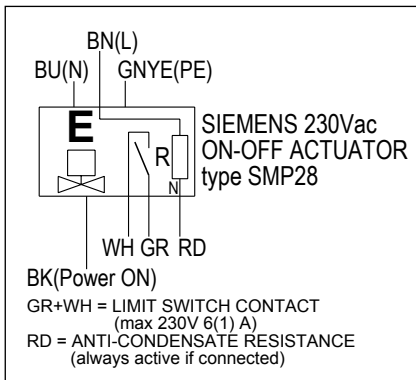 BN(L)
BU(N) GNYE(PE)
E
R
N
SIEMENS 230Vac
ON-OFF ACTUATOR
type SMP28
WH GR RD
BK(Power ON)
GR+WH = LIMIT SWITCH CONTACT
(max 230V 6(1) A)
RD = ANTI-CONDENSATE RESISTANCE
(always active if connected)